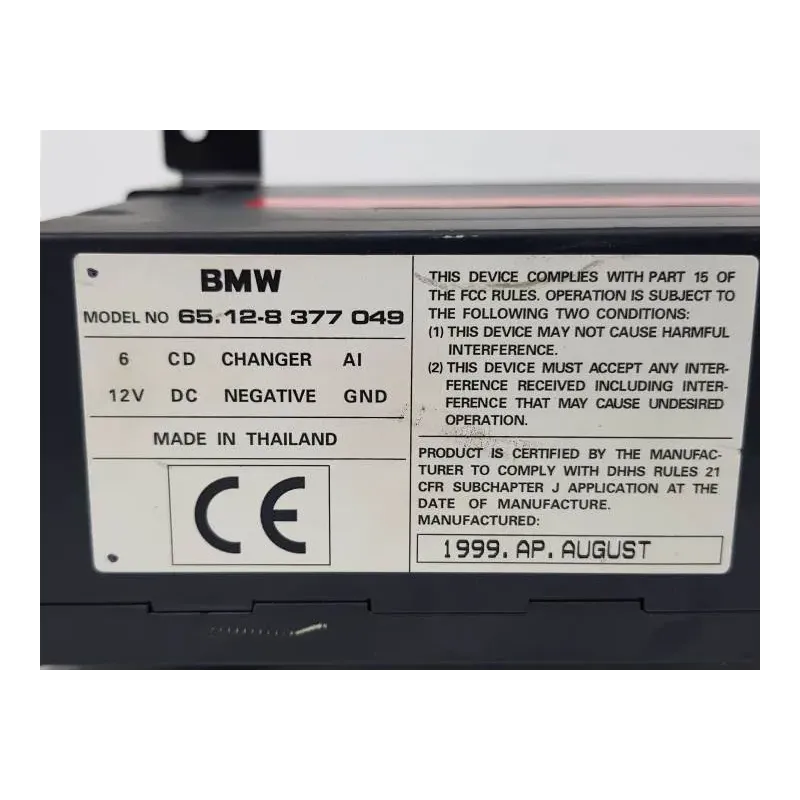 BMW
MODEL NO 65.12-8 377 049
6 CD CHANGER AI
12V DC NEGATIVE GND
MADE IN THAILAND
CE
THIS DEVICE COMPLIES WITH PART 15 OF
THE FCC RULES. OPERATION IS SUBJECT TO
THE FOLLOWING TWO CONDITIONS:
(1) THIS DEVICE MAY NOT CAUSE HARMFUL
INTERFERENCE.
(2) THIS DEVICE MUST ACCEPT ANY INTER-
FERENCE RECEIVED INCLUDING INTER-
FERENCE THAT MAY CAUSE UNDESIRED
OPERATION.
PRODUCT IS CERTIFIED BY THE MANUFAC-
TURER TO COMPLY WITH DHHS RULES 21
CFR SUBCHAPTER J APPLICATION AT THE
DATE OF MANUFACTURE.
MANUFACTURED:
1999. AP. AUGUST